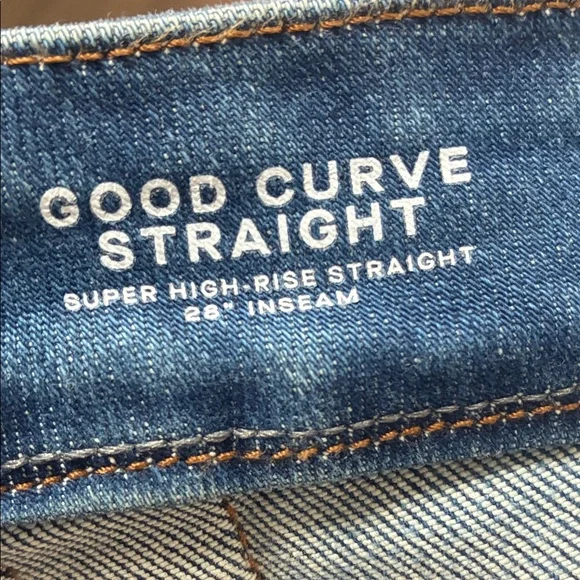 GOOD CURVE
STRAIGHT
SUPER HIGH-RISE STRAIGHT
28" INSEAM